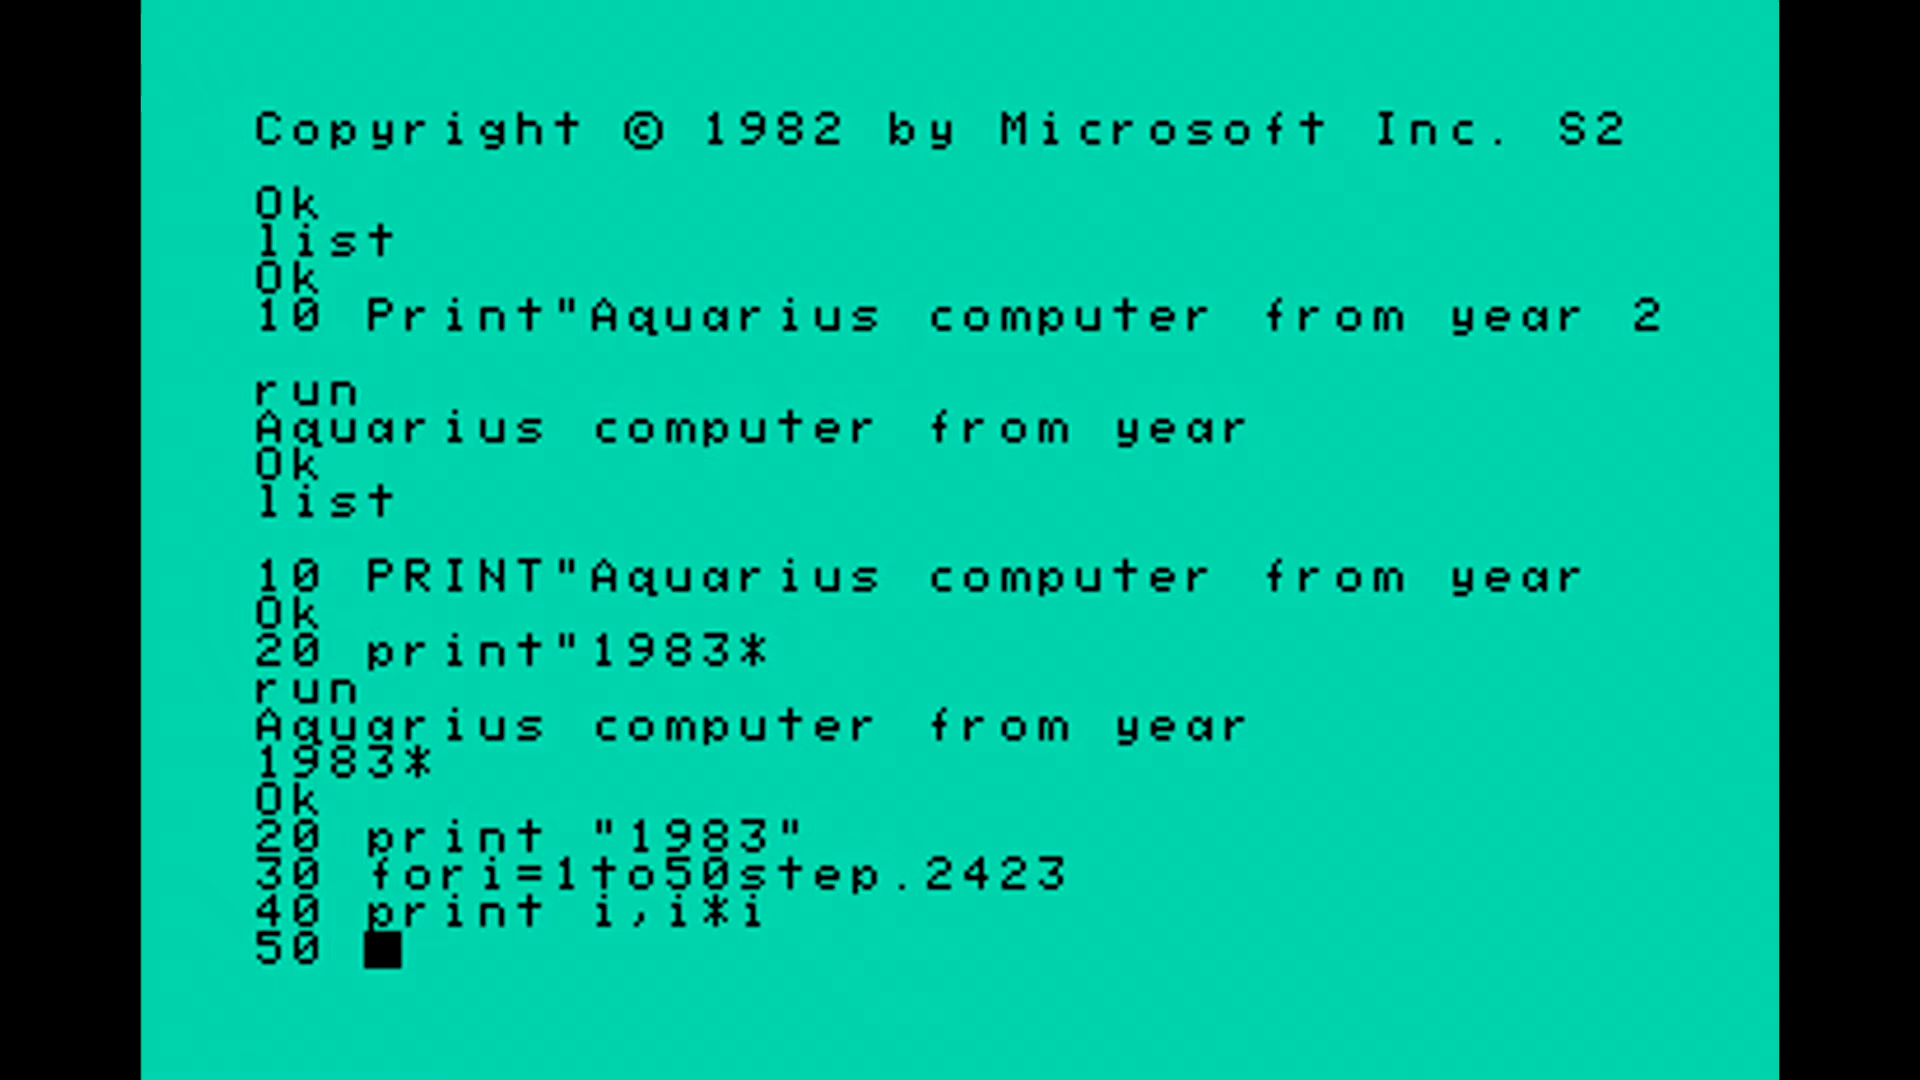 Copyright © 1982 by Microsoft Inc. S2
Ok
list
Ok
10 Print"Aquarius computer from year 2
run
Aquarius computer from year
Ok
list
10 PRINT"Aquarius computer from year
Ok
20 print"1983*
run
Aquarius computer from year
1983*
Ok
20 print "1983"
30 fori=1to50step.2423
40 print i,i*i
50